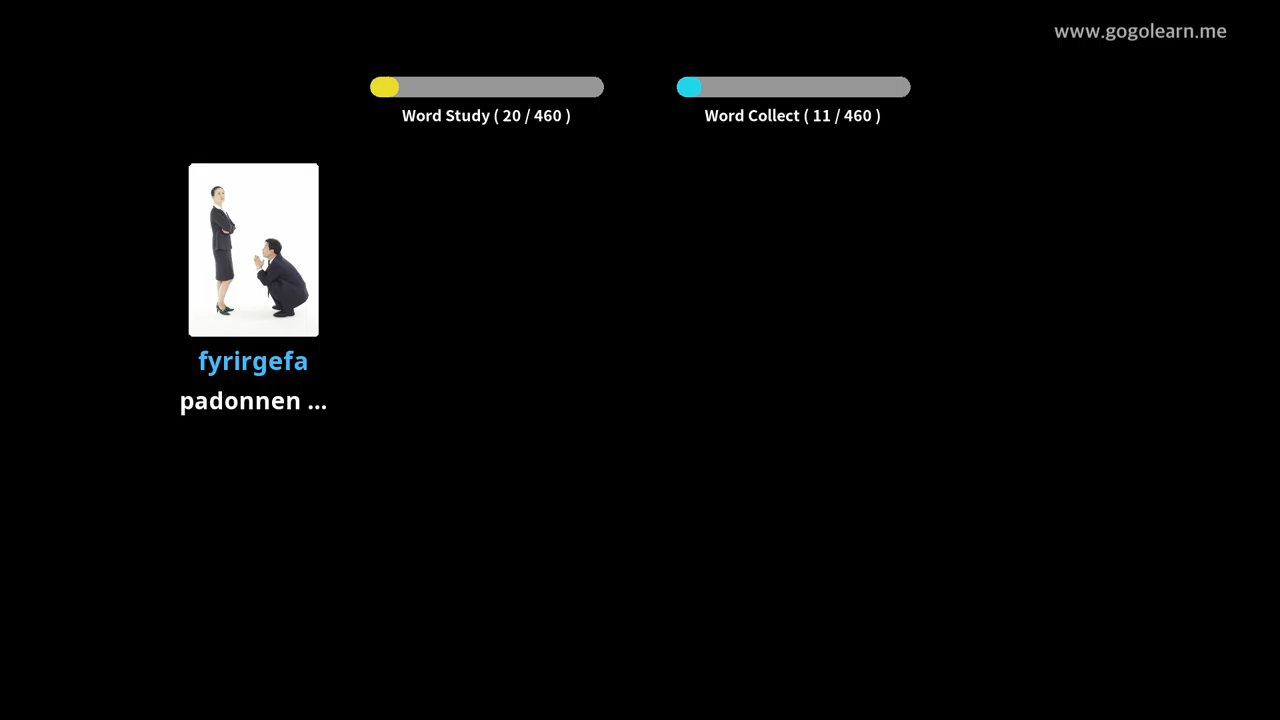 www.gogolearn.me
Word Study ( 20 / 460 )
Word Collect ( 11 / 460 )
fyrirgefa
padonnen ...